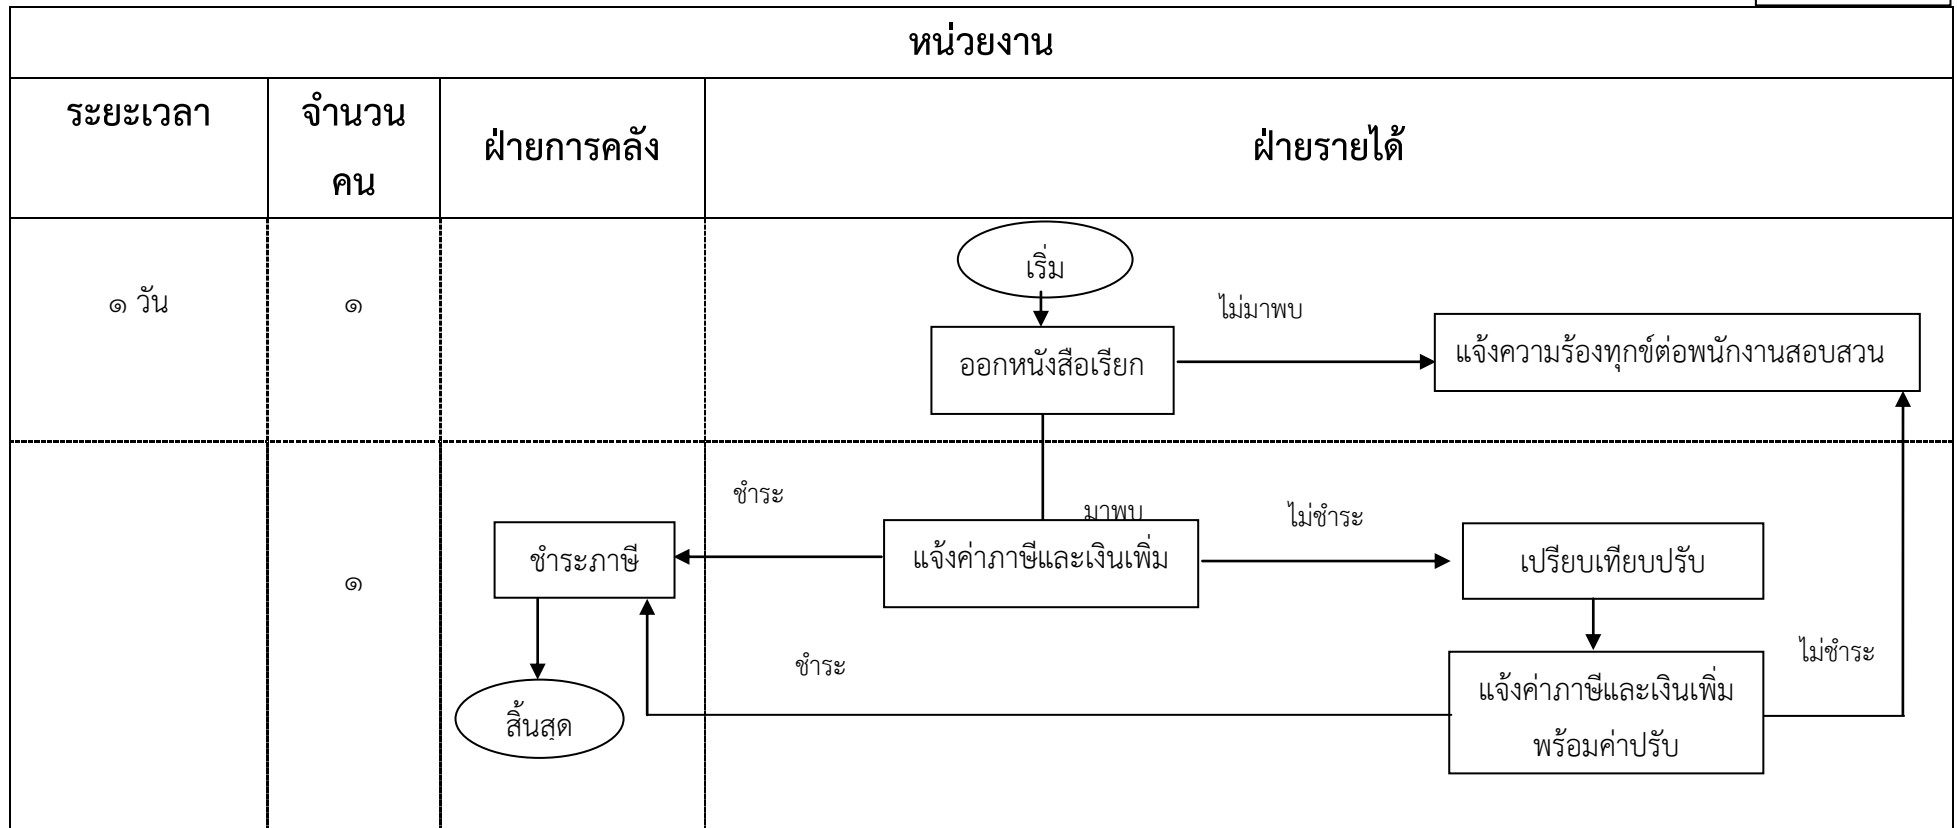 หน่วยงาน
ระยะเวลา
จำนวน
คน
ฝ่ายการคลัง
ฝ่ายรายได้
เริ่ม
๑ วัน
๑
ไม่มาพบ
ออกหนังสือเรียก
แจ้งความร้องทุกข์ต่อพนักงานสอบสวน
ชำระ
มาพบ
ไม่ชำระ
ชำระภาษี
แจ้งค่าภาษีและเงินเพิ่ม
เปรียบเทียบปรับ
๑
ชำระ
ไม่ชำระ
แจ้งค่าภาษีและเงินเพิ่ม
พร้อมค่าปรับ
สิ้นสุด